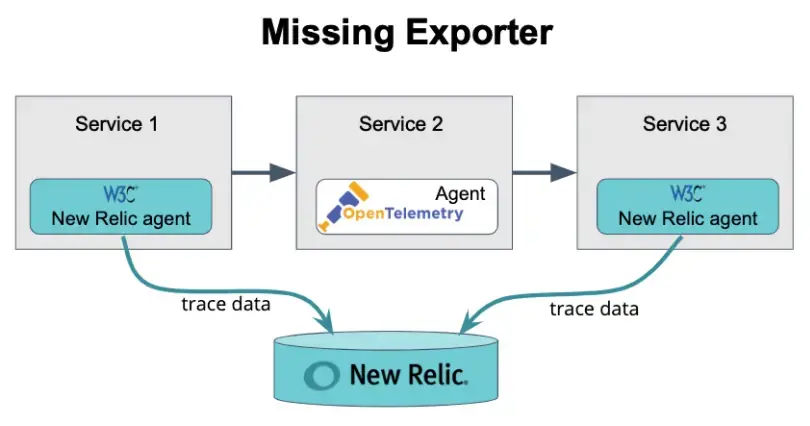 Missing Exporter
Service 1
W3C®
New Relic agent
Service 2
Agent
OpenTelemetry
Service 3
W3C®
New Relic agent
trace data
trace data
New Relic®